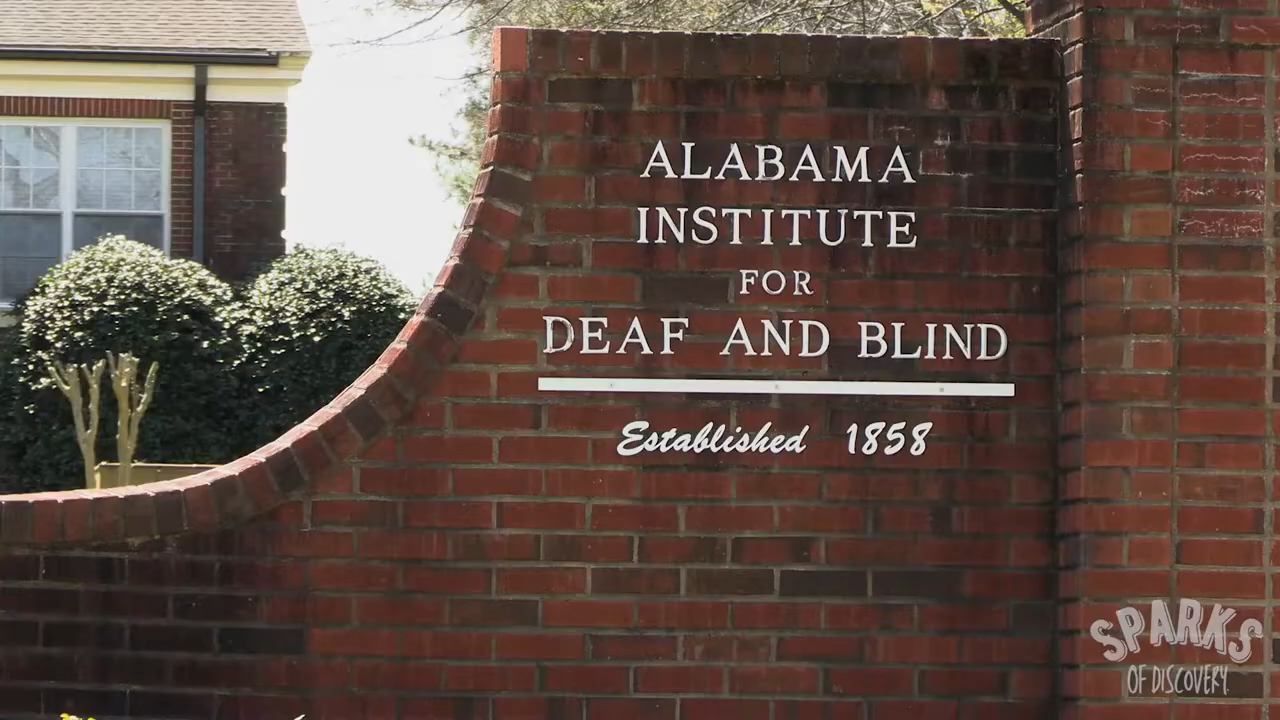 ALABAMA
INSTITUTE
FOR
DEAF AND BLIND
Established 1858
SPARKS
OF DISCOVERY